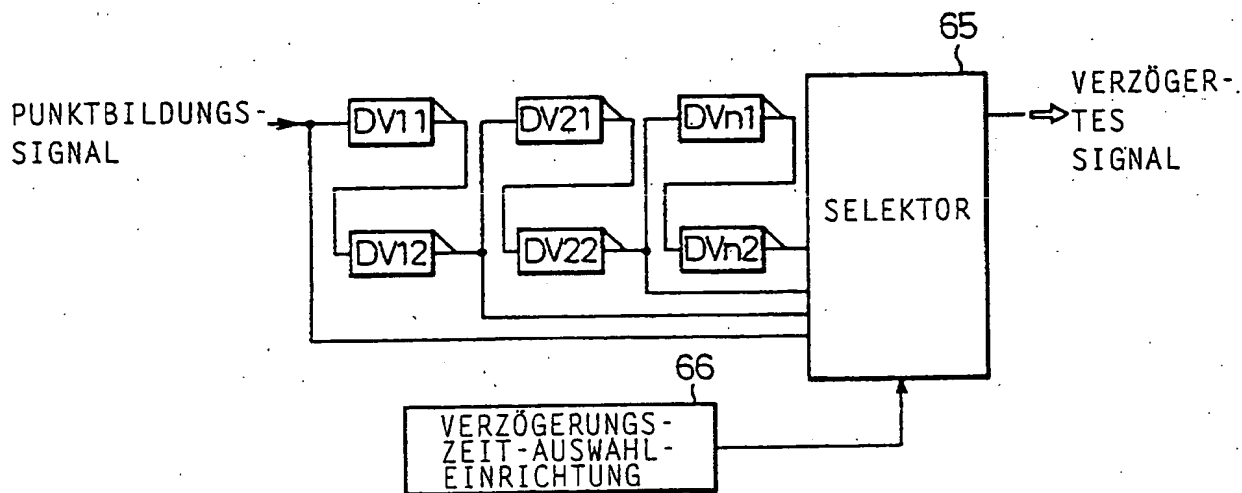 65
PUNKTBILDUNGS-
SIGNAL
DV11
DV21
DVn1
VERZÖGER-
TES
SIGNAL
SELEKTOR
DV12
DV22
DVn2
66
VERZÖGERUNGS-
ZEIT-AUSWAHL-
EINRICHTUNG